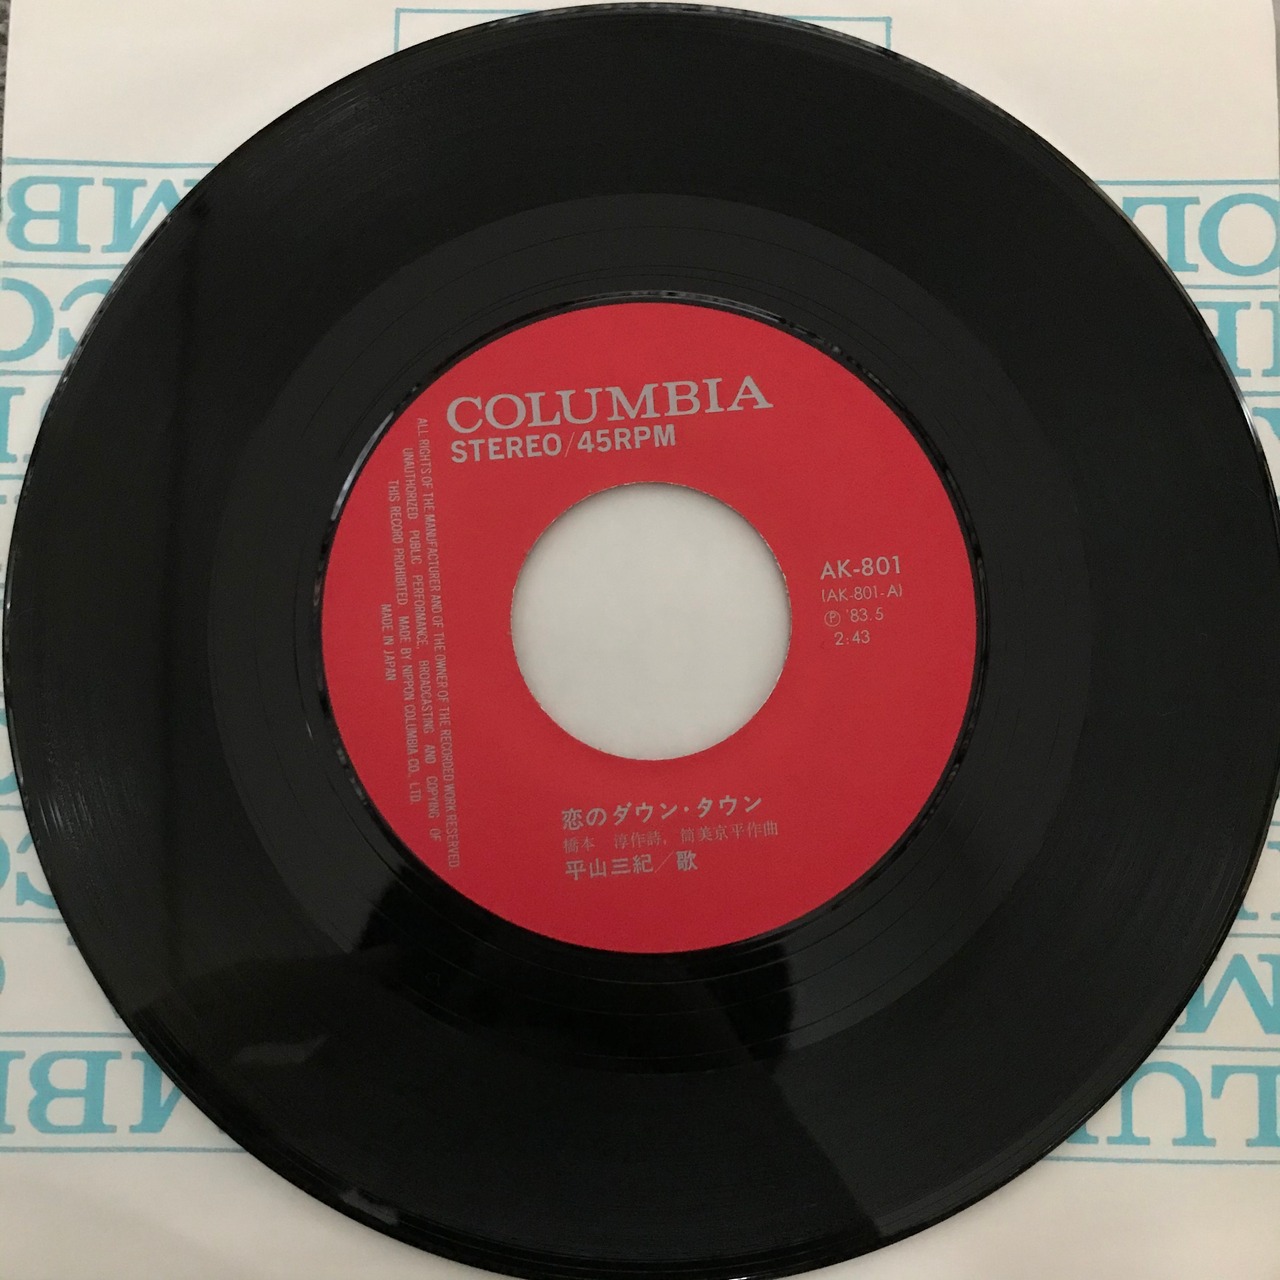 COLUMBIA
STEREO/45RPM
ALL RIGHTS OF THE MANUFACTURER AND OF THE OWNER OF THE RECORDED WORK RESERVED.
UNAUTHORIZED PUBLIC PERFORMANCE, BROADCASTING AND COPYING OF
THIS RECORD PROHIBITED. MADE BY NIPPON COLUMBIA CO., LTD.
MADE IN JAPAN
AK-801
(AK-801-A)
Ⓟ '83.5
2:43
恋のダウン・タウン
橋本 淳作詩, 筒美京平作曲
平山三紀/歌